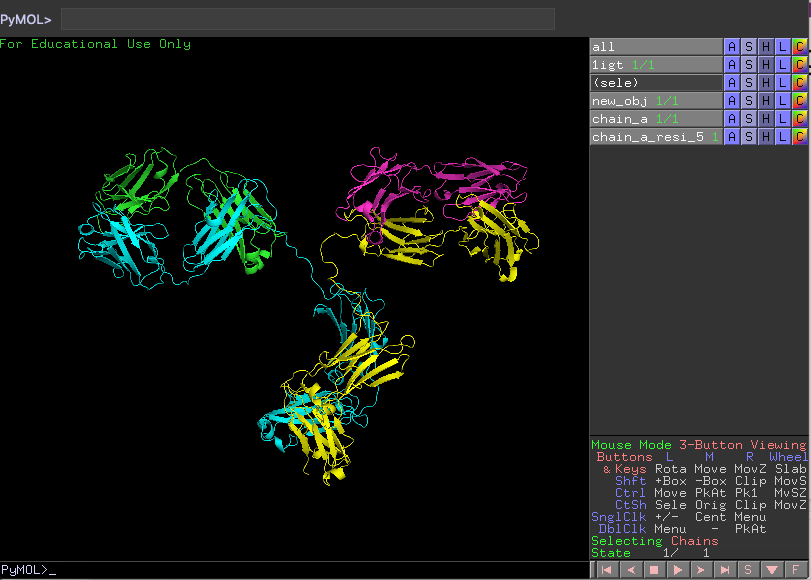 PyMOL>
For Educational Use Only
all A S H L C
1igt 1/1 A S H L C
(sele) A S H L C
new_obj 1/1 A S H L C
chain_a 1/1 A S H L C
chain_a_resi_5 1 A S H L C
Mouse Mode 3-Button Viewing
Buttons L M R Wheel
& Keys Rota Move MovZ Slab
Shft +Box -Box Clip MovS
Ctrl Move PkAt Pk1 MvSZ
CtSh Sele Orig Clip MovZ
SnglClk +/- Cent Menu
DblClk Menu - PkAt
Selecting Chains
State 1/ 1
PyMOL>_
S F